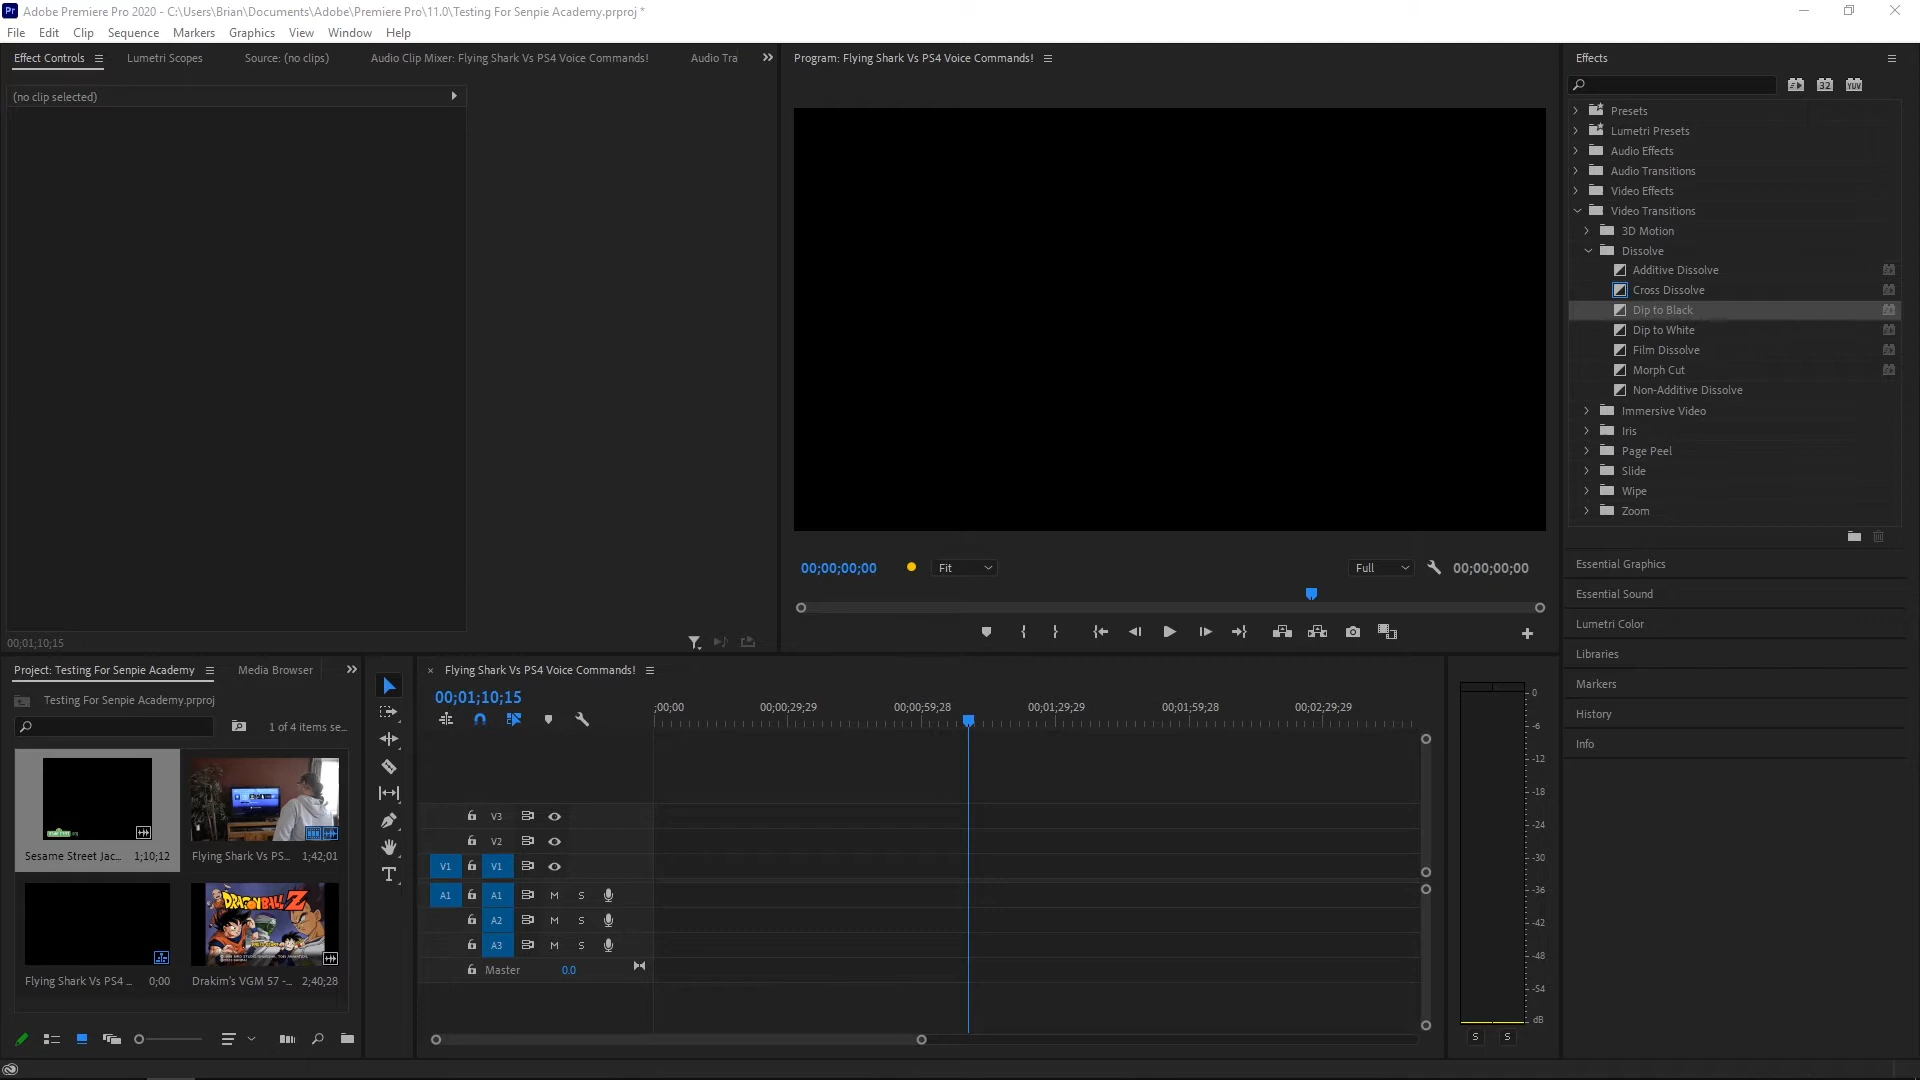 Adobe Premiere Pro 2020 - C:\Users\Brian\Documents\Adobe\Premiere Pro\11.0\Testing For Senpie Academy.prproj *
File Edit Clip Sequence Markers Graphics View Window Help
Effect Controls Lumetri Scopes Source: (no clips) Audio Clip Mixer: Flying Shark Vs PS4 Voice Commands! Audio Tra
(no clip selected)
00;01;10;15
Program: Flying Shark Vs PS4 Voice Commands!
00;00;00;00 Fit Full 00;00;00;00
Effects
32 YUV
Presets
Lumetri Presets
Audio Effects
Audio Transitions
Video Effects
Video Transitions
3D Motion
Dissolve
Additive Dissolve
Cross Dissolve
Dip to Black
Dip to White
Film Dissolve
Morph Cut
Non-Additive Dissolve
Immersive Video
Iris
Page Peel
Slide
Wipe
Zoom
Essential Graphics
Essential Sound
Lumetri Color
Libraries
Markers
History
Info
Project: Testing For Senpie Academy Media Browser
Testing For Senpie Academy.prproj
1 of 4 items se...
Sesame Street Jac... 1;10;12
Flying Shark Vs PS... 1;42;01
Flying Shark Vs PS4 ... 0;00
DRAGONBALL Z
Drakim's VGM 57 -... 2;40;28
Flying Shark Vs PS4 Voice Commands!
00;01;10;15
;00;00 00;00;29;29 00;00;59;28 00;01;29;29 00;01;59;28 00;02;29;29
V3
V2
V1 V1
A1 A1 M S
A2 M S
A3 M S
Master 0.0
0
-6
-12
-18
-24
-30
-36
-42
-48
-54
dB
S S